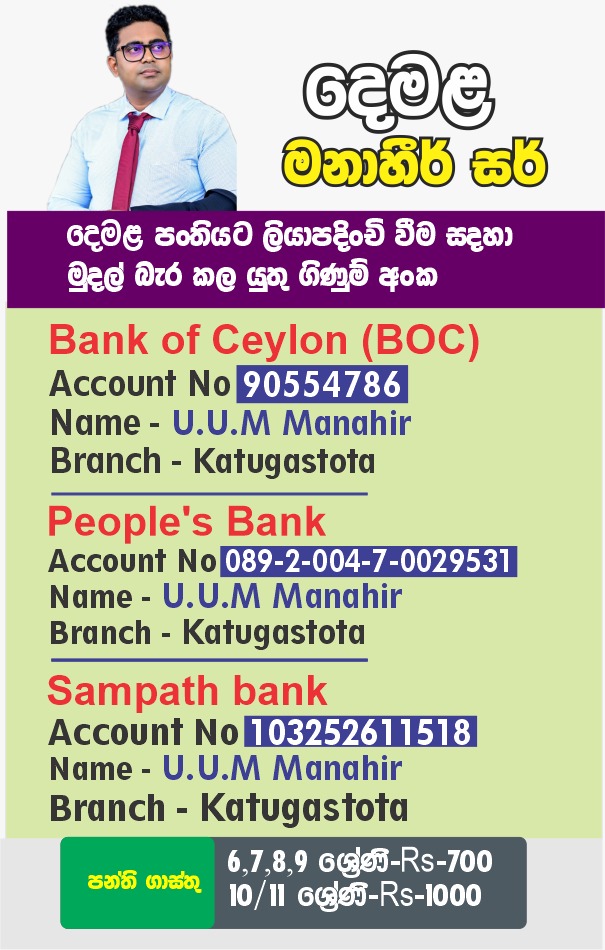 දෙමළ
මනාහීර් සර්
දෙමළ පංතියට ලියාපදිංචි වීම සඳහා
මුදල් බැර කල යුතු ගිණුම් අංක
Bank of Ceylon (BOC)
Account No 90554786
Name - U.U.M Manahir
Branch - Katugastota
People's Bank
Account No 089-2-004-7-0029531
Name - U.U.M Manahir
Branch - Katugastota
Sampath bank
Account No 103252611518
Name - U.U.M Manahir
Branch - Katugastota
පන්ති ගාස්තු
6,7,8,9 ශ්‍රේණි-Rs-700
10/11 ශ්‍රේණි-Rs-1000